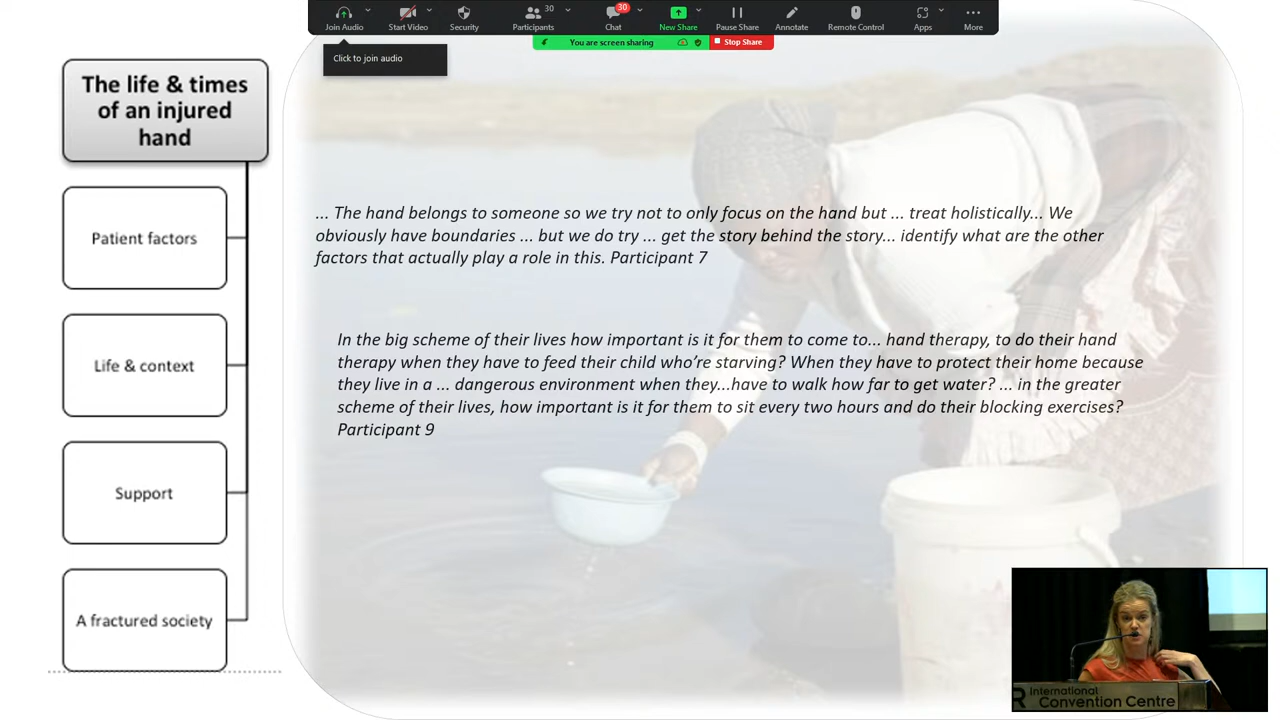 30
30
Join Audio
Start Video
Security
Participants
Chat
New Share
Pause Share
Annotate
Remote Control
Apps
More
You are screen sharing
Stop Share
Click to join audio
The life & times
of an injured
hand
Patient factors
Life & context
Support
A fractured society
... The hand belongs to someone so we try not to only focus on the hand but ... treat holistically... We
obviously have boundaries ... but we do try ... get the story behind the story... identify what are the other
factors that actually play a role in this. Participant 7
In the big scheme of their lives how important is it for them to come to... hand therapy, to do their hand
therapy when they have to feed their child who’re starving? When they have to protect their home because
they live in a ... dangerous environment when they...have to walk how far to get water? ... in the greater
scheme of their lives, how important is it for them to sit every two hours and do their blocking exercises?
Participant 9
International
Convention Centre